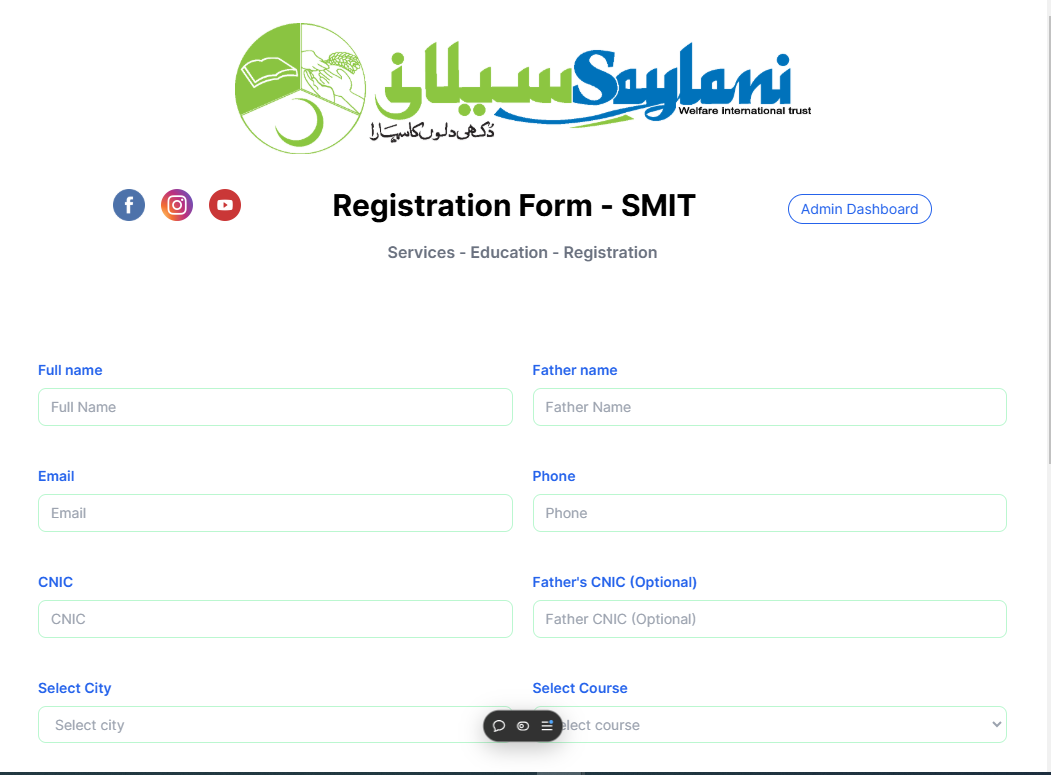 سیلانی Saylani
Welfare International trust
دُکھی دلوں کا سہارا
Registration Form - SMIT
Admin Dashboard
Services - Education - Registration
Full name
Father name
Full Name
Father Name
Email
Phone
Email
Phone
CNIC
Father's CNIC (Optional)
CNIC
Father CNIC (Optional)
Select City
Select Course
Select city
elect course